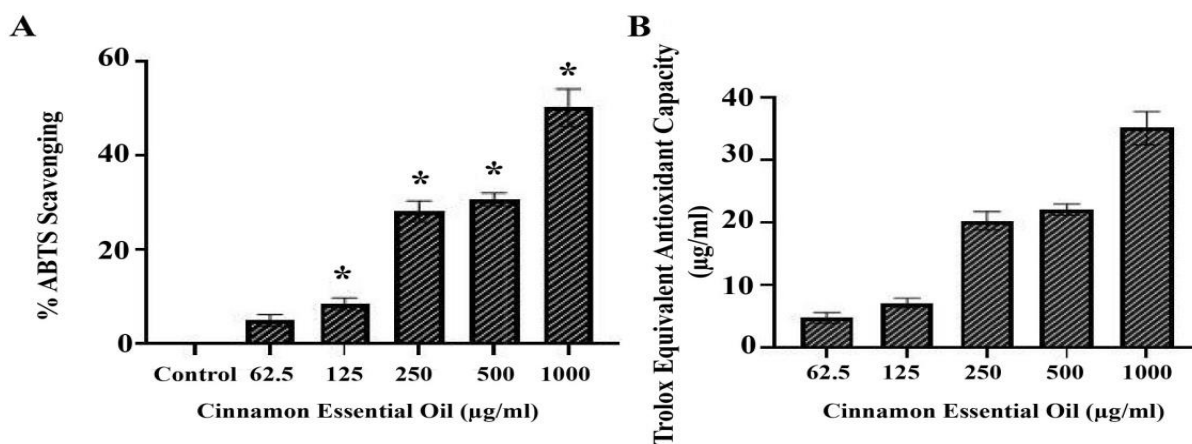 A
% ABTS Scavenging
60
40
20
0
*
*
*
*
Control 62.5 125 250 500 1000
Cinnamon Essential Oil (µg/ml)
B
Trolox Equivalent Antioxidant Capacity
(µg/ml)
40
30
20
10
0
62.5 125 250 500 1000
Cinnamon Essential Oil (µg/ml)